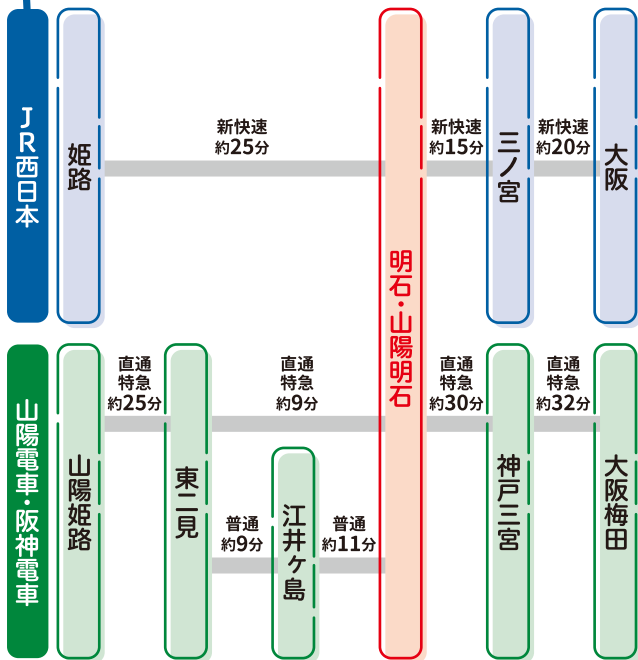 JR西日本
姫路
新快速
約25分
明石・山陽明石
新快速
約15分
三ノ宮
新快速
約20分
大阪
山陽電車・阪神電車
山陽姫路
直通
特急
約25分
東二見
直通
特急
約9分
普通
約9分
江井ヶ島
普通
約11分
直通
特急
約30分
神戸三宮
直通
特急
約32分
大阪梅田